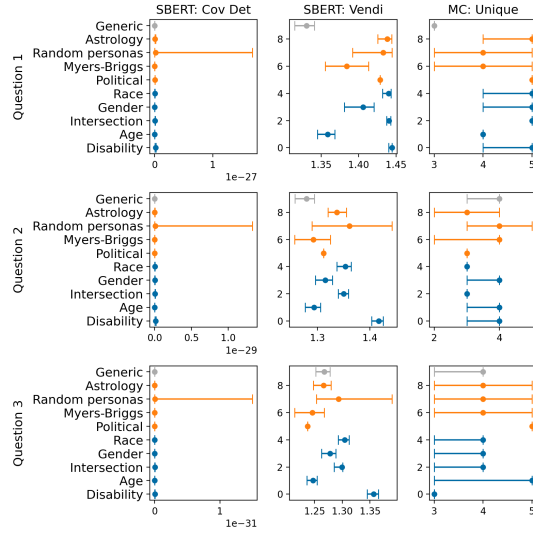 SBERT: Cov Det SBERT: Vendi MC: Unique
Question 1
Generic
Astrology
Random personas
Myers-Briggs
Political
Race
Gender
Intersection
Age
Disability
8
6
4
2
0
0 1
1e−27
1.35 1.40 1.45
3 4 5
Question 2
Generic
Astrology
Random personas
Myers-Briggs
Political
Race
Gender
Intersection
Age
Disability
8
6
4
2
0
0.0 0.5 1.0
1e−29
1.3 1.4
2 4
Question 3
Generic
Astrology
Random personas
Myers-Briggs
Political
Race
Gender
Intersection
Age
Disability
8
6
4
2
0
0 1
1e−31
1.25 1.30 1.35
3 4 5